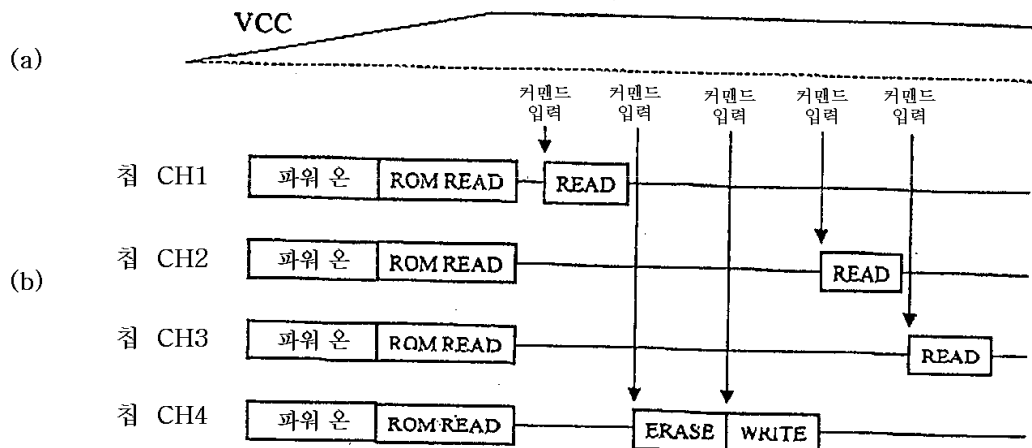 VCC
(a)
커맨드 커맨드 커맨드 커맨드 커맨드
입력 입력 입력 입력 입력
칩 CH1 파워 온 ROM READ READ
칩 CH2 파워 온 ROM READ READ
(b)
칩 CH3 파워 온 ROM READ READ
칩 CH4 파워 온 ROM READ ERASE WRITE